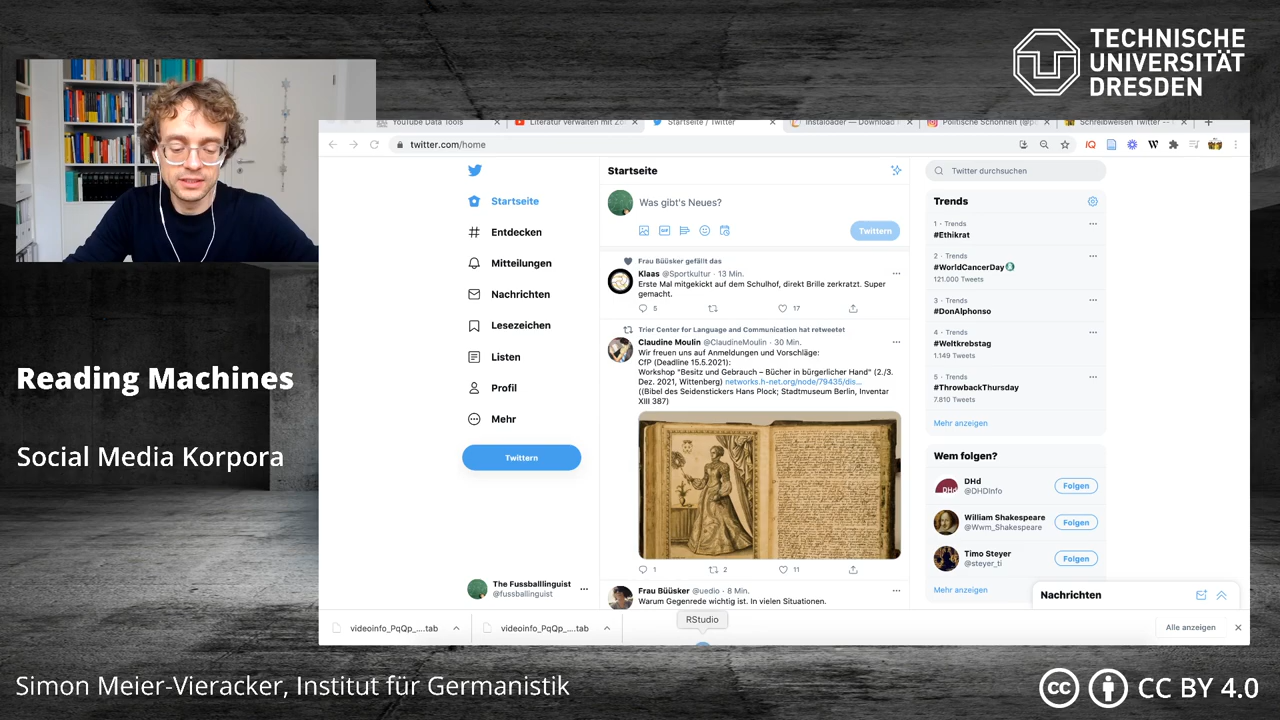 TECHNISCHE
UNIVERSITÄT
DRESDEN
YouTube Data Tools
Literatur verwalten mit Zo
Startseite / Twitter
Instaloader — Download I
Politische Schönheit (@p
Schreibweisen Twitter --
twitter.com/home
Startseite
Entdecken
Mitteilungen
Nachrichten
Lesezeichen
Listen
Profil
Mehr
Twittern
The Fussballlinguist
@fussballinguist
Startseite
Was gibt's Neues?
GIF
Twittern
Frau Büüsker gefällt das
Klaas @Sportkultur · 13 Min.
Erste Mal mitgekickt auf dem Schulhof, direkt Brille zerkratzt. Super
gemacht.
5
17
Trier Center for Language and Communication hat retweetet
Claudine Moulin @ClaudineMoulin · 30 Min.
Wir freuen uns auf Anmeldungen und Vorschläge:
CfP (Deadline 15.5.2021):
Workshop "Besitz und Gebrauch – Bücher in bürgerlicher Hand" (2./3.
Dez. 2021, Wittenberg) networks.h-net.org/node/79435/dis...
((Bibel des Seidenstickers Hans Plock; Stadtmuseum Berlin, Inventar
XIII 387)
1
2
11
Frau Büüsker @uedio · 8 Min.
Warum Gegenrede wichtig ist. In vielen Situationen.
Twitter durchsuchen
Trends
1 · Trends
#Ethikrat
2 · Trends
#WorldCancerDay
121.000 Tweets
3 · Trends
#DonAlphonso
4 · Trends
#Weltkrebstag
1.149 Tweets
5 · Trends
#ThrowbackThursday
7.810 Tweets
Mehr anzeigen
Wem folgen?
DHd
@DHDInfo
Folgen
William Shakespeare
@Wwm_Shakespeare
Folgen
Timo Steyer
@steyer_ti
Folgen
Mehr anzeigen
Nachrichten
videoinfo_PqQp_....tab
videoinfo_PqQp_....tab
RStudio
Alle anzeigen
Reading Machines
Social Media Korpora
Simon Meier-Vieracker, Institut für Germanistik
cc
CC BY 4.0